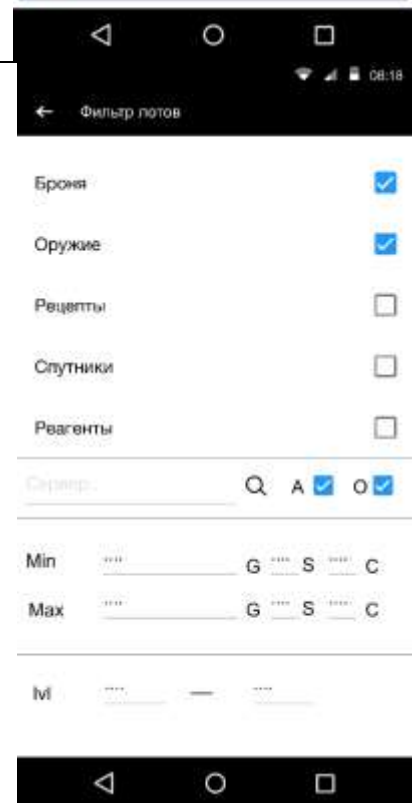 08:18
Фильтр лотов
Броня
Оружие
Рецепты
Спутники
Реагенты
Сервер... A O
Min .... G .... S .... C
Max .... G .... S .... C
lvl .... — ....